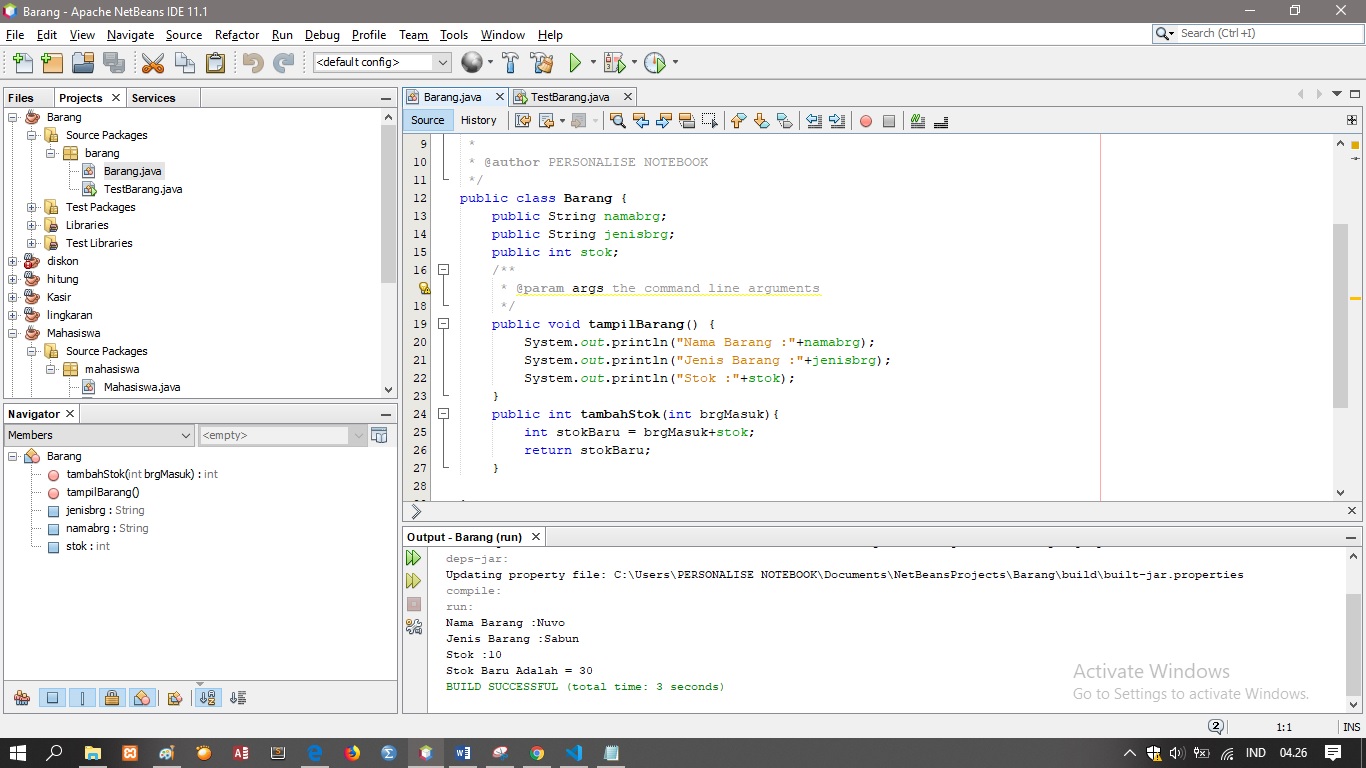 Barang - Apache NetBeans IDE 11.1
File Edit View Navigate Source Refactor Run Debug Profile Team Tools Window Help
Search (Ctrl+I)
<default config>
Files Projects Services
Barang
Source Packages
barang
Barang.java
TestBarang.java
Test Packages
Libraries
Test Libraries
diskon
hitung
Kasir
lingkaran
Mahasiswa
Source Packages
mahasiswa
Mahasiswa.java
Navigator
Members
<empty>
Barang
tambahStok(int brgMasuk) : int
tampilBarang()
jenisbrg : String
namabrg : String
stok : int
Barang.java TestBarang.java
Source History
9 *
10 * @author PERSONALISE NOTEBOOK
11 */
12 public class Barang {
13 public String namabrg;
14 public String jenisbrg;
15 public int stok;
16 /**
* @param args the command line arguments
18 */
19 public void tampilBarang() {
20 System.out.println("Nama Barang :"+namabrg);
21 System.out.println("Jenis Barang :"+jenisbrg);
22 System.out.println("Stok :"+stok);
23 }
24 public int tambahStok(int brgMasuk){
25 int stokBaru = brgMasuk+stok;
26 return stokBaru;
27 }
28
Output - Barang (run)
deps-jar:
Updating property file: C:\Users\PERSONALISE NOTEBOOK\Documents\NetBeansProjects\Barang\build\built-jar.properties
compile:
run:
Nama Barang :Nuvo
Jenis Barang :Sabun
Stok :10
Stok Baru Adalah = 30
BUILD SUCCESSFUL (total time: 3 seconds)
Activate Windows
Go to Settings to activate Windows.
2 1:1 INS
IND 04.26